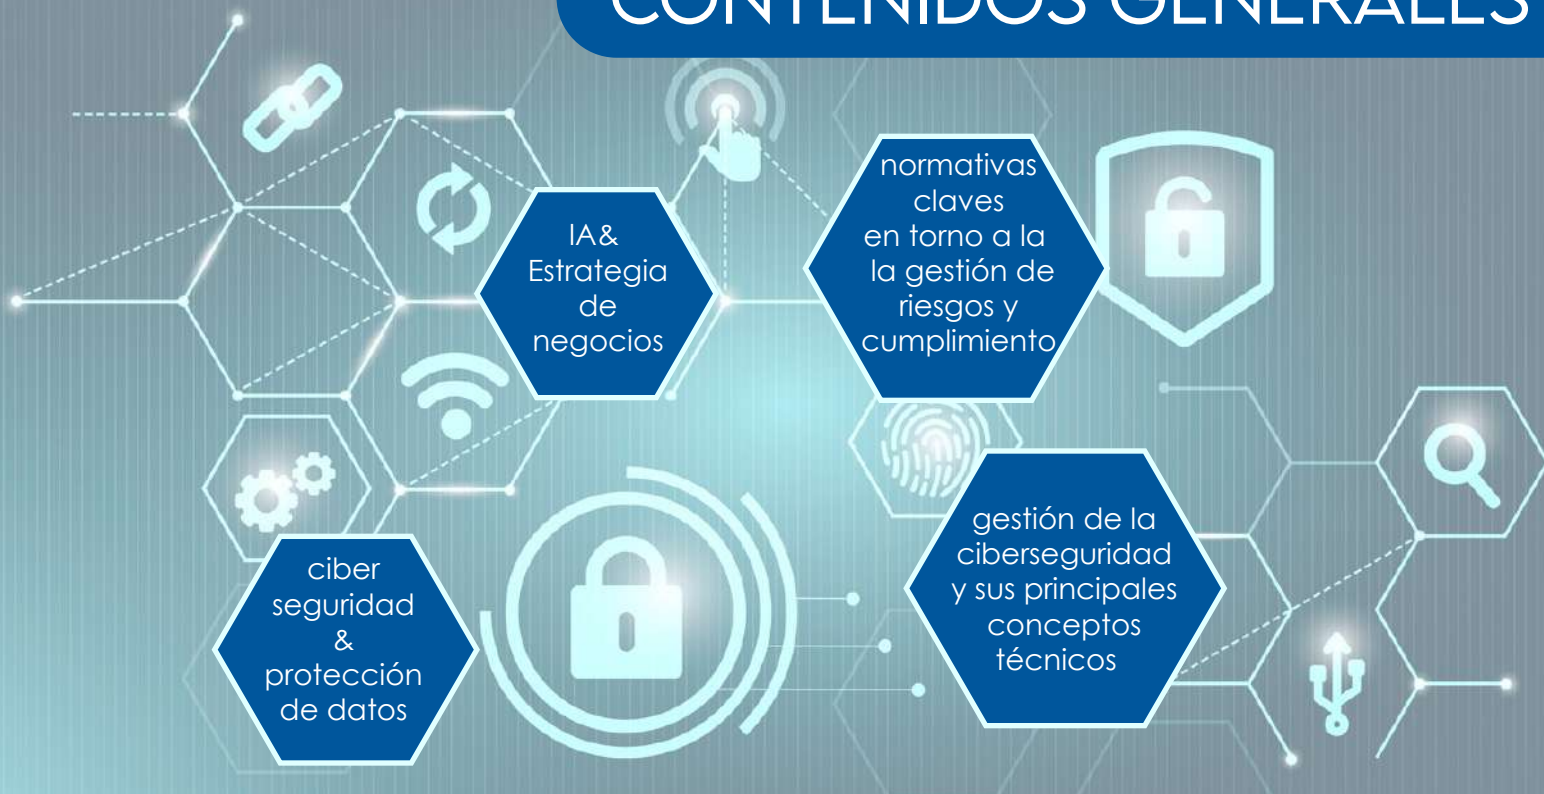 CONTENIDOS GENERALES
IA&
Estrategia
de
negocios
normativas
claves
en torno a la
la gestión de
riesgos y
cumplimiento
ciber
seguridad
&
protección
de datos
gestión de la
ciberseguridad
y sus principales
conceptos
técnicos